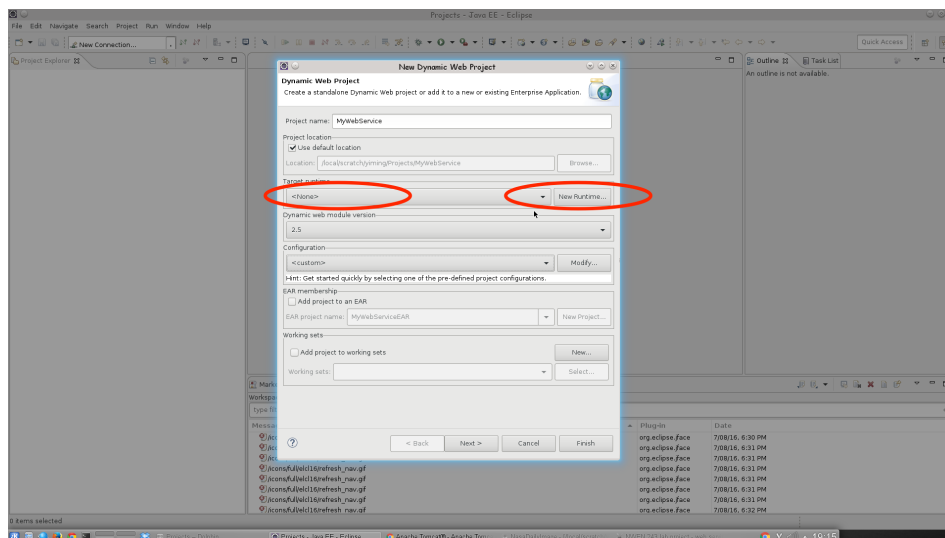 Projects - Java EE - Eclipse
File Edit Navigate Search Project Run Window Help
New Connection...
Quick Access
Project Explorer
Outline Task List
An outline is not available.
New Dynamic Web Project
Dynamic Web Project
Create a standalone Dynamic Web project or add it to a new or existing Enterprise Application.
Project name: MyWebService
Project location
Use default location
Location: /local/scratch/yiming/Projects/MyWebService Browse...
Target runtime
<None> New Runtime...
Dynamic web module version
2.5
Configuration
<custom> Modify...
Hint: Get started quickly by selecting one of the pre-defined project configurations.
EAR membership
Add project to an EAR
EAR project name: MyWebServiceEAR New Project...
Working sets
Add project to working sets New...
Working sets: Select...
< Back Next > Cancel Finish
Mark
Workspa
type fil
Messa Plug-in Date
org.eclipse.jface 7/08/16, 6:30 PM
org.eclipse.jface 7/08/16, 6:31 PM
org.eclipse.jface 7/08/16, 6:31 PM
/icons/full/elcl16/refresh_nav.gif org.eclipse.jface 7/08/16, 6:31 PM
/icons/full/elcl16/refresh_nav.gif org.eclipse.jface 7/08/16, 6:31 PM
/icons/full/elcl16/refresh_nav.gif org.eclipse.jface 7/08/16, 6:31 PM
/icons/full/elcl16/refresh_nav.gif org.eclipse.jface 7/08/16, 6:31 PM
/icons/full/elcl16/refresh_nav.gif org.eclipse.jface 7/08/16, 6:32 PM
0 items selected
Projects - Java EE - Eclipse Apache Tomcat® - Apache Tom 19:15